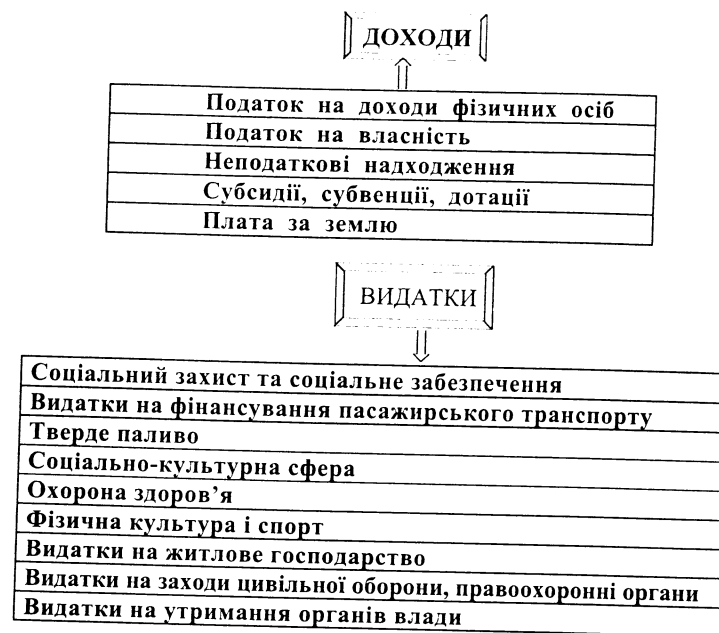 ДОХОДИ
Податок на доходи фізичних осіб
Податок на власність
Неподаткові надходження
Субсидії, субвенції, дотації
Плата за землю
ВИДАТКИ
Соціальний захист та соціальне забезпечення
Видатки на фінансування пасажирського транспорту
Тверде паливо
Соціально-культурна сфера
Охорона здоров’я
Фізична культура і спорт
Видатки на житлове господарство
Видатки на заходи цивільної оборони, правоохоронні органи
Видатки на утримання органів влади